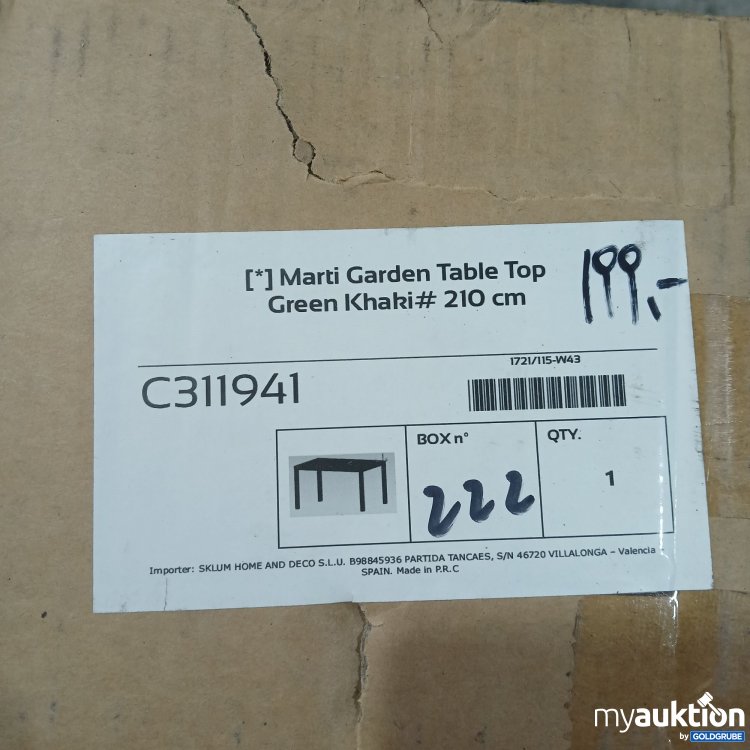 [*] Marti Garden Table Top
Green Khaki# 210 cm
199,-
1721/115-W43
C311941
BOX n° QTY.
222 1
Importer: SKLUM HOME AND DECO S.L.U. B98845936 PARTIDA TANCAES, S/N 46720 VILLALONGA – Valencia
SPAIN. Made in P.R.C
myauktion
by GOLDGRUBE